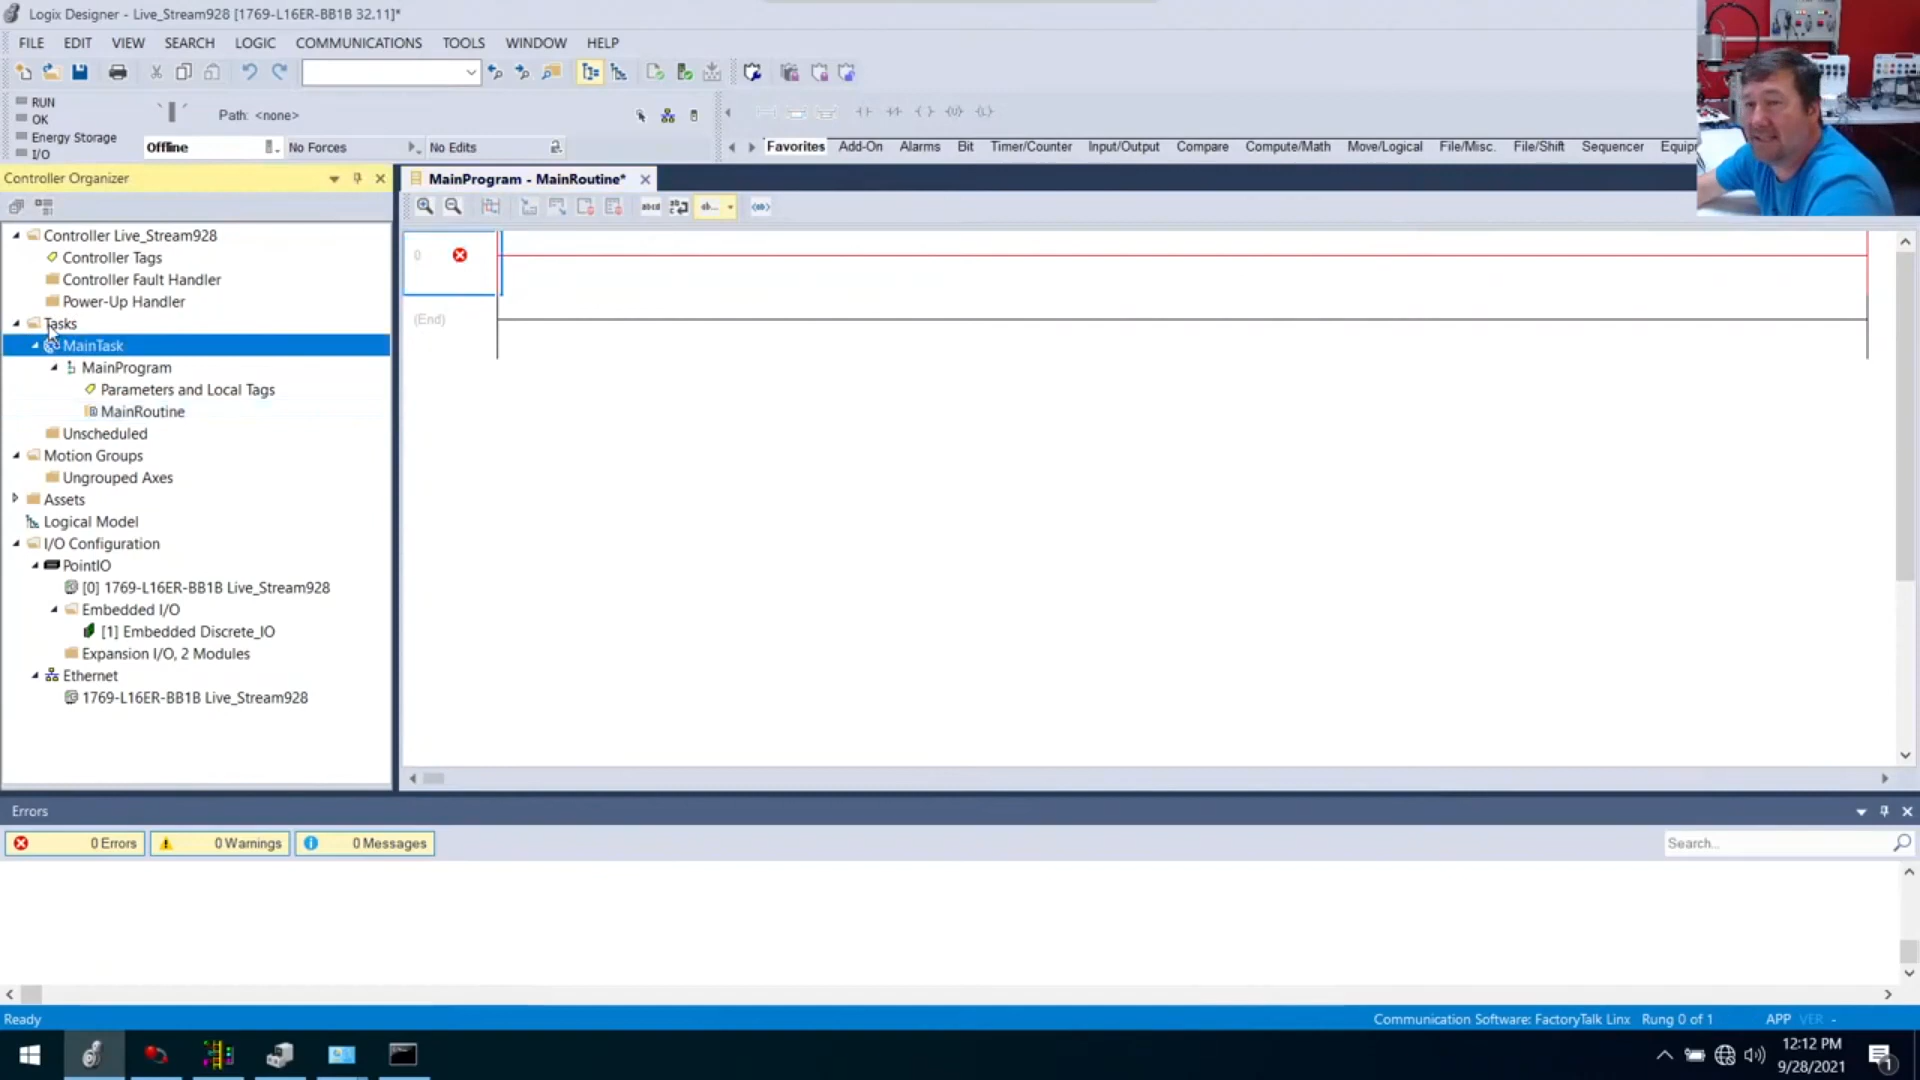 Logix Designer - Live_Stream928 [1769-L16ER-BB1B 32.11]*
FILE EDIT VIEW SEARCH LOGIC COMMUNICATIONS TOOLS WINDOW HELP
RUN
OK
Energy Storage
I/O
Path: <none>
Offline No Forces No Edits
Favorites Add-On Alarms Bit Timer/Counter Input/Output Compare Compute/Math Move/Logical File/Misc. File/Shift Sequencer Equip
Controller Organizer
MainProgram - MainRoutine*
Controller Live_Stream928
Controller Tags
Controller Fault Handler
Power-Up Handler
Tasks
MainTask
MainProgram
Parameters and Local Tags
MainRoutine
Unscheduled
Motion Groups
Ungrouped Axes
Assets
Logical Model
I/O Configuration
PointIO
[0] 1769-L16ER-BB1B Live_Stream928
Embedded I/O
[1] Embedded Discrete_IO
Expansion I/O, 2 Modules
Ethernet
1769-L16ER-BB1B Live_Stream928
0
(End)
Errors
0 Errors 0 Warnings 0 Messages
Search...
Ready
Communication Software: FactoryTalk Linx Rung 0 of 1 APP VER -
12:12 PM
9/28/2021
1